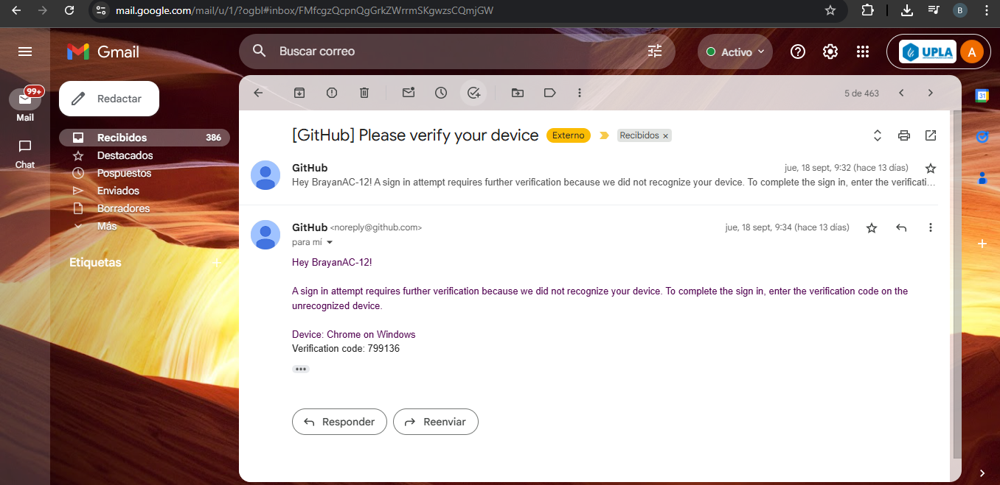 mail.google.com/mail/u/1/?ogbl#inbox/FMfcgzQcpnQgGrkZWrrmSKgwzsCQmjGW
B
Gmail
Buscar correo
Activo
UPLA
A
99+
Mail
Chat
Redactar
Recibidos 386
Destacados
Pospuestos
Enviados
Borradores
Más
Etiquetas
5 de 463
31
[GitHub] Please verify your device Externo Recibidos ×
GitHub jue, 18 sept, 9:32 (hace 13 días)
Hey BrayanAC-12! A sign in attempt requires further verification because we did not recognize your device. To complete the sign in, enter the verificati...
GitHub <noreply@github.com> jue, 18 sept, 9:34 (hace 13 días)
para mí
Hey BrayanAC-12!
A sign in attempt requires further verification because we did not recognize your device. To complete the sign in, enter the verification code on the
unrecognized device.
Device: Chrome on Windows
Verification code: 799136
Responder
Reenviar